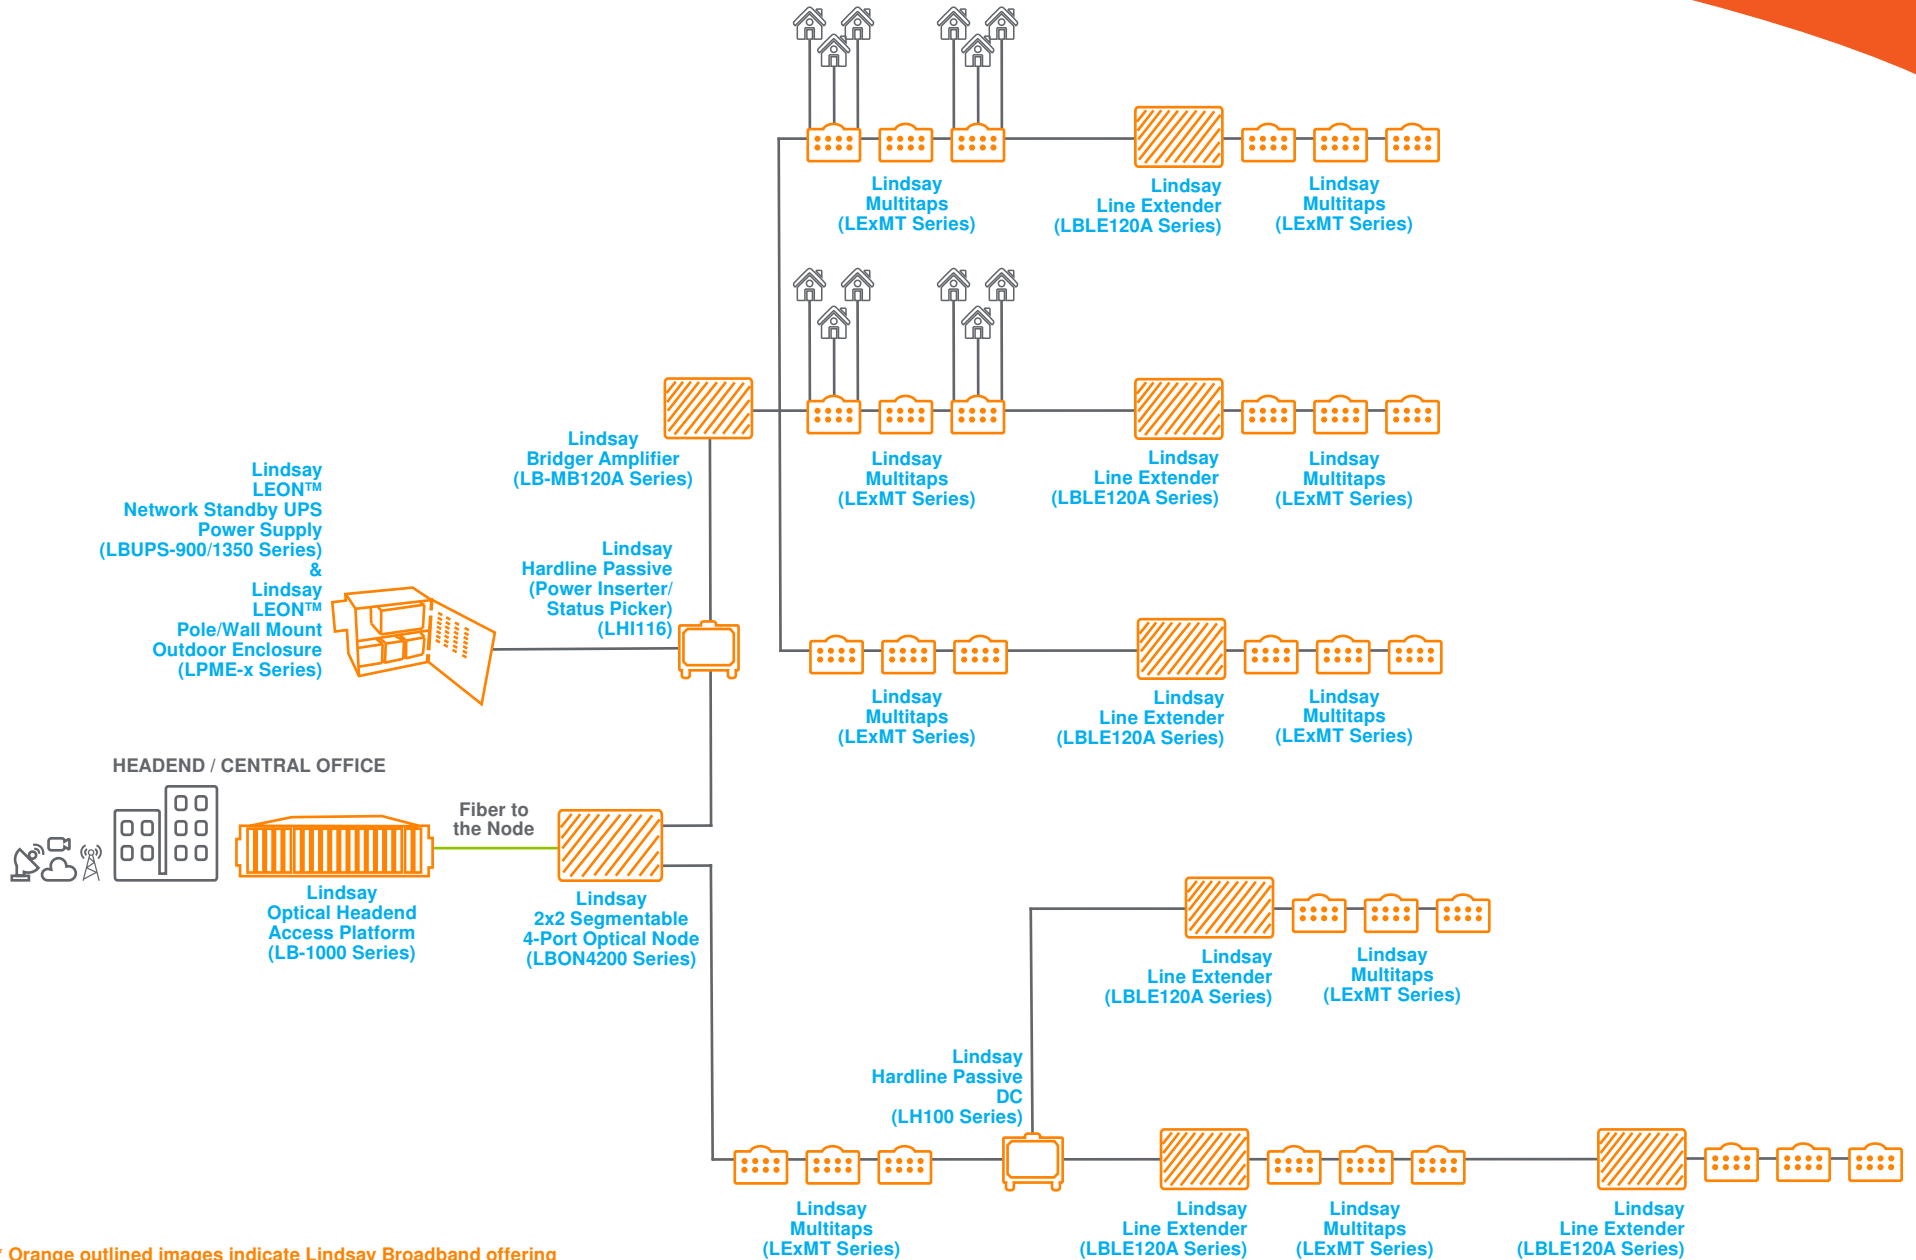 Lindsay
Multitaps
(LExMT Series)
Lindsay
Line Extender
(LBLE120A Series)
Lindsay
Multitaps
(LExMT Series)
Lindsay
Bridger Amplifier
(LB-MB120A Series)
Lindsay
Multitaps
(LExMT Series)
Lindsay
Line Extender
(LBLE120A Series)
Lindsay
Multitaps
(LExMT Series)
Lindsay
LEON™
Network Standby UPS
Power Supply
(LBUPS-900/1350 Series)
&
Lindsay
LEON™
Pole/Wall Mount
Outdoor Enclosure
(LPME-x Series)
Lindsay
Hardline Passive
(Power Inserter/
Status Picker)
(LHI116)
Lindsay
Multitaps
(LExMT Series)
Lindsay
Line Extender
(LBLE120A Series)
Lindsay
Multitaps
(LExMT Series)
HEADEND / CENTRAL OFFICE
Fiber to
the Node
Lindsay
Optical Headend
Access Platform
(LB-1000 Series)
Lindsay
2x2 Segmentable
4-Port Optical Node
(LBON4200 Series)
Lindsay
Line Extender
(LBLE120A Series)
Lindsay
Multitaps
(LExMT Series)
Lindsay
Hardline Passive
DC
(LH100 Series)
Lindsay
Multitaps
(LExMT Series)
Lindsay
Line Extender
(LBLE120A Series)
Lindsay
Multitaps
(LExMT Series)
Lindsay
Line Extender
(LBLE120A Series)
* Orange outlined images indicate Lindsay Broadband offering